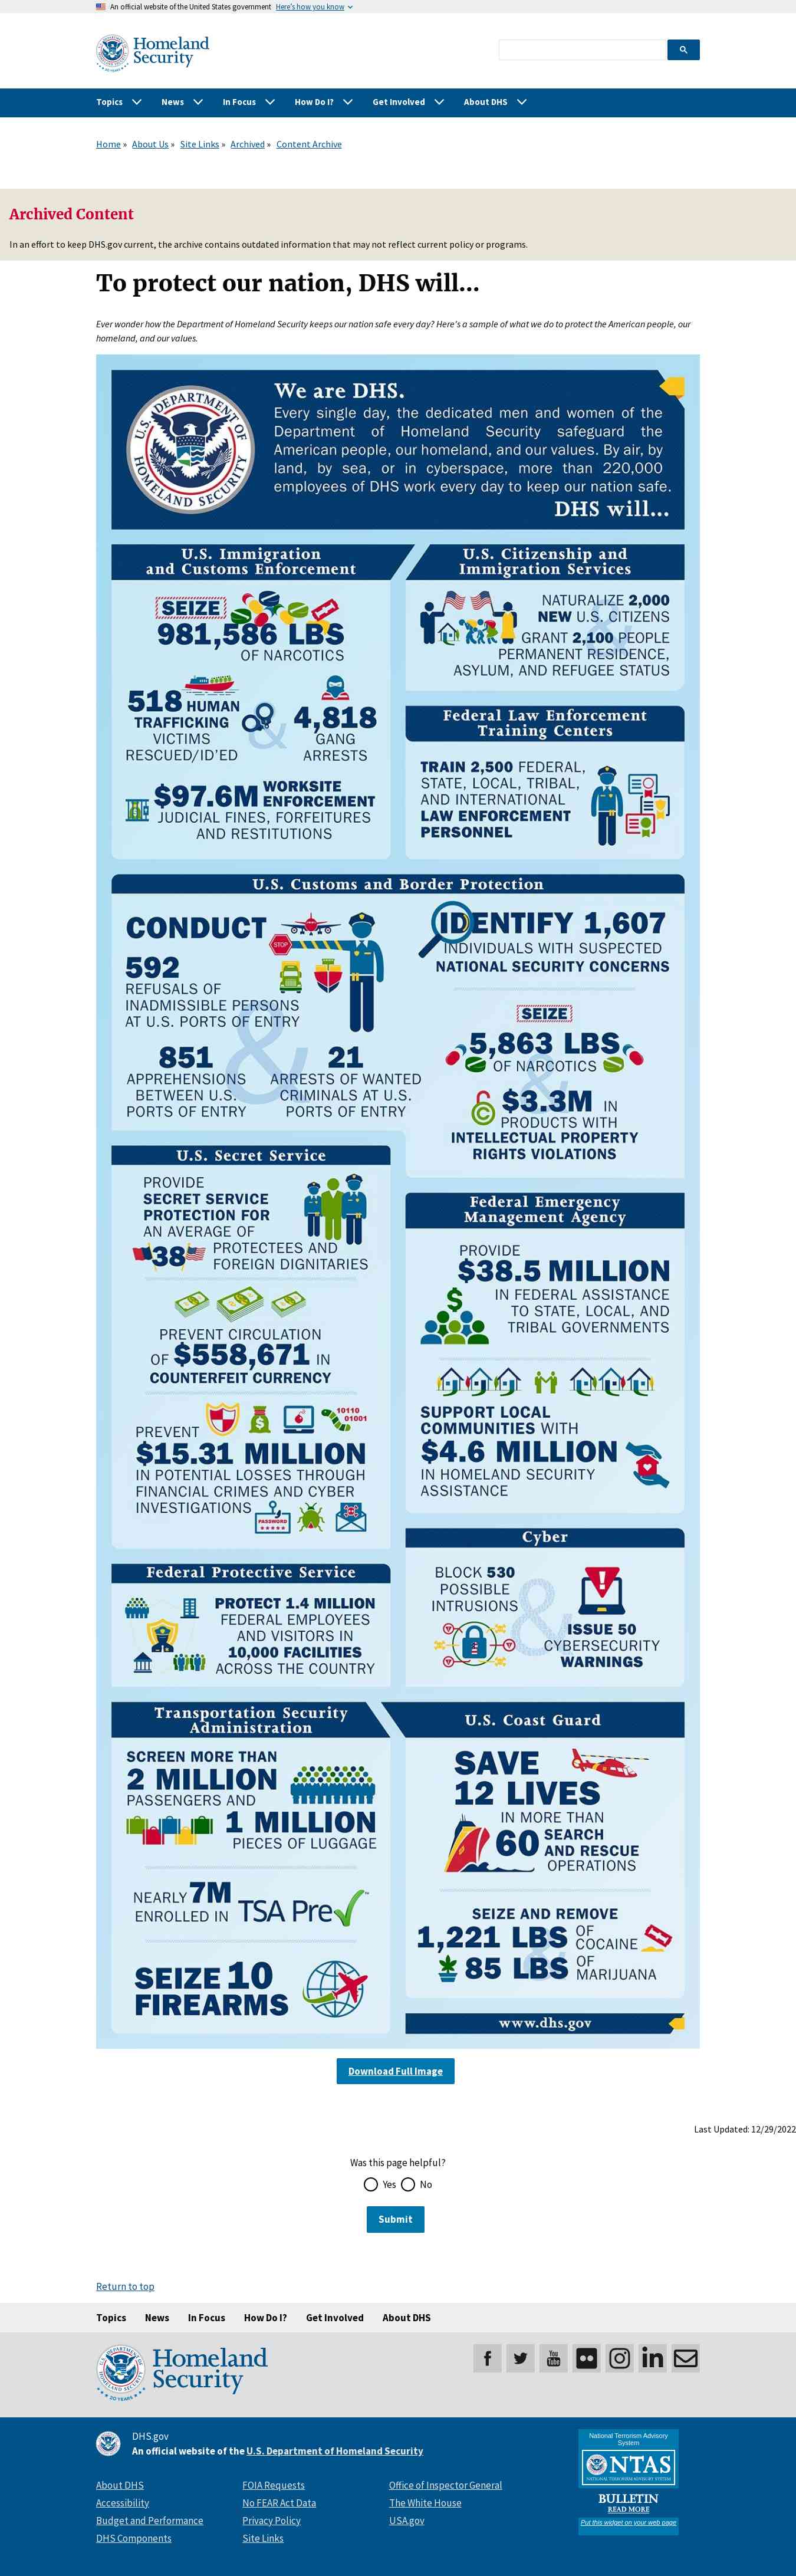 An official website of the United States government Here's how you know
Homeland
Security
Topics News In Focus How Do I? Get Involved About DHS
Home » About Us » Site Links » Archived » Content Archive
Archived Content
In an effort to keep DHS.gov current, the archive contains outdated information that may not reflect current policy or programs.
To protect our nation, DHS will…
Ever wonder how the Department of Homeland Security keeps our nation safe every day? Here's a sample of what we do to protect the American people, our
homeland, and our values.
U.S. DEPARTMENT OF
HOMELAND SECURITY
We are DHS.
Every single day, the dedicated men and women of the
Department of Homeland Security safeguard the
American people, our homeland, and our values. By air, by
land, by sea, or in cyberspace, more than 220,000
employees of DHS work every day to keep our nation safe.
DHS will...
U.S. Immigration
and Customs Enforcement
SEIZE
981,586 LBS
OF NARCOTICS
518 HUMAN
TRAFFICKING
VICTIMS
RESCUED/ID'ED
&
4,818
GANG
ARRESTS
$97.6M WORKSITE
ENFORCEMENT
JUDICIAL FINES, FORFEITURES
AND RESTITUTIONS
U.S. Citizenship and
Immigration Services
NATURALIZE 2,000
NEW U.S. CITIZENS
&
GRANT 2,100 PEOPLE
PERMANENT RESIDENCE,
ASYLUM, AND REFUGEE STATUS
Federal Law Enforcement
Training Centers
TRAIN 2,500 FEDERAL,
STATE, LOCAL, TRIBAL,
AND INTERNATIONAL
LAW ENFORCEMENT
PERSONNEL
U.S. Customs and Border Protection
CONDUCT
STOP
592
REFUSALS OF
INADMISSIBLE PERSONS
AT U.S. PORTS OF ENTRY
&
851
APPREHENSIONS
BETWEEN U.S.
PORTS OF ENTRY
21
ARRESTS OF WANTED
CRIMINALS AT U.S.
PORTS OF ENTRY
IDENTIFY 1,607
INDIVIDUALS WITH SUSPECTED
NATIONAL SECURITY CONCERNS
SEIZE
5,863 LBS
OF NARCOTICS
&
$3.3M IN
PRODUCTS WITH
INTELLECTUAL PROPERTY
RIGHTS VIOLATIONS
U.S. Secret Service
PROVIDE
SECRET SERVICE
PROTECTION FOR
AN AVERAGE OF
38 PROTECTEES AND
FOREIGN DIGNITARIES
PREVENT CIRCULATION
OF $558,671 IN
COUNTERFEIT CURRENCY
10110
01001
PREVENT
$15.31 MILLION
IN POTENTIAL LOSSES THROUGH
FINANCIAL CRIMES AND CYBER
INVESTIGATIONS
PASSWORD
*****
Federal Emergency
Management Agency
PROVIDE
$38.5 MILLION
IN FEDERAL ASSISTANCE
TO STATE, LOCAL, AND
TRIBAL GOVERNMENTS
SUPPORT LOCAL
COMMUNITIES WITH
$4.6 MILLION
IN HOMELAND SECURITY
ASSISTANCE
Federal Protective Service
PROTECT 1.4 MILLION
FEDERAL EMPLOYEES
AND VISITORS IN
10,000 FACILITIES
ACROSS THE COUNTRY
Cyber
BLOCK 530
POSSIBLE
INTRUSIONS
&
ISSUE 50
CYBERSECURITY
WARNINGS
Transportation Security
Administration
SCREEN MORE THAN
2 MILLION
PASSENGERS AND
1 MILLION
PIECES OF LUGGAGE
NEARLY 7M
ENROLLED IN TSA Pre
SEIZE 10
FIREARMS
U.S. Coast Guard
SAVE
12 LIVES
IN MORE THAN
60 SEARCH
AND RESCUE
OPERATIONS
SEIZE AND REMOVE
1,221 LBS OF
COCAINE
&
85 LBS OF
MARIJUANA
www.dhs.gov
Download Full Image
Last Updated: 12/29/2022
Was this page helpful?
Yes No
Submit
Return to top
Topics News In Focus How Do I? Get Involved About DHS
Homeland
Security
20 YEARS
You
Tube
DHS.gov
An official website of the U.S. Department of Homeland Security
About DHS
Accessibility
Budget and Performance
DHS Components
FOIA Requests
No FEAR Act Data
Privacy Policy
Site Links
Office of Inspector General
The White House
USA.gov
National Terrorism Advisory
System
NTAS
NATIONAL TERRORISM ADVISORY SYSTEM
BULLETIN
READ MORE
Put this widget on your web page